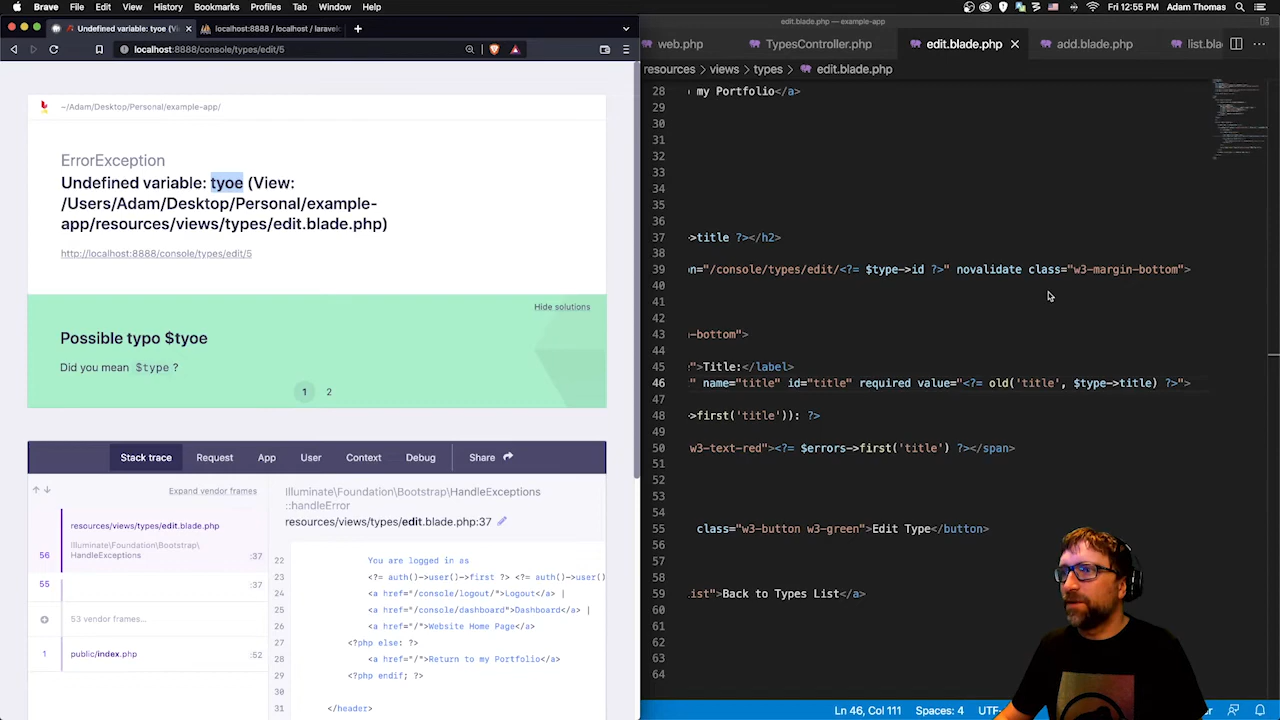 Brave File Edit View History Bookmarks Profiles Tab Window Help
Fri 12:55 PM Adam Thomas
Undefined variable: tyoe (Vie
localhost:8888 / localhost / larave
localhost:8888/console/types/edit/5
~/Adam/Desktop/Personal/example-app/
ErrorException
Undefined variable: tyoe (View:
/Users/Adam/Desktop/Personal/example-
app/resources/views/types/edit.blade.php)
http://localhost:8888/console/types/edit/5
Hide solutions
Possible typo $tyoe
Did you mean $type ?
1 2
Stack trace Request App User Context Debug Share
Expand vendor frames
resources/views/types/edit.blade.php
56 Illuminate\Foundation\Bootstrap\
HandleExceptions :37
55 :37
53 vendor frames…
1 public/index.php :52
Illuminate\Foundation\Bootstrap\HandleExceptions
::handleError
resources/views/types/edit.blade.php:37
22 You are logged in as
23 <?= auth()->user()->first ?> <?= auth()->user()
24 <a href="/console/logout/">Logout</a> |
25 <a href="/console/dashboard">Dashboard</a> |
26 <a href="/">Website Home Page</a>
27 <?php else: ?>
28 <a href="/">Return to my Portfolio</a>
29 <?php endif; ?>
30
31 </header>
edit.blade.php — example-app
web.php TypesController.php edit.blade.php add.blade.php list.bla
resources > views > types > edit.blade.php
28 my Portfolio</a>
29
30
31
32
33
34
35
36
37 >title ?></h2>
38
39 on="/console/types/edit/<?= $type->id ?>" novalidate class="w3-margin-bottom">
40
41
42
43 -bottom">
44
45 ">Title:</label>
46 " name="title" id="title" required value="<?= old('title', $type->title) ?>">
47
48 >first('title')): ?>
49
50 w3-text-red"><?= $errors->first('title') ?></span>
51
52
53
54
55 class="w3-button w3-green">Edit Type</button>
56
57
58
59 ist">Back to Types List</a>
60
61
62
63
64
Ln 46, Col 111 Spaces: 4 UTF-